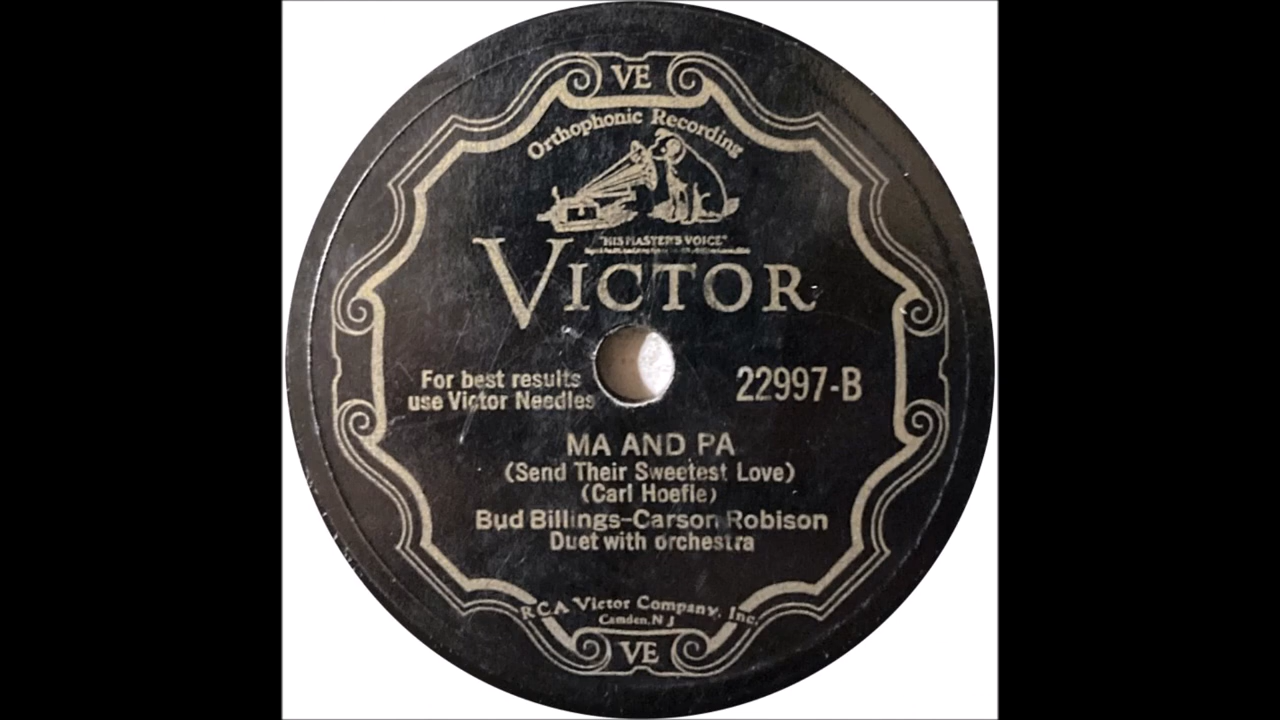 VE
Orthophonic Recording
"HIS MASTER'S VOICE"
VICTOR
For best results
use Victor Needles
22997-B
MA AND PA
(Send Their Sweetest Love)
(Carl Hoefle)
Bud Billings-Carson Robison
Duet with orchestra
RCA Victor Company, Inc.
Camden, N J
VE